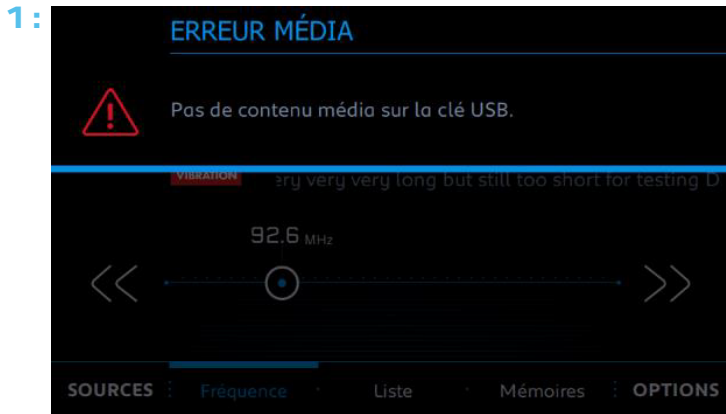 1:
ERREUR MÉDIA
Pas de contenu média sur la clé USB.
VIBRATION very very long but still too short for testing D
92.6 MHz
SOURCES Fréquence Liste Mémoires OPTIONS